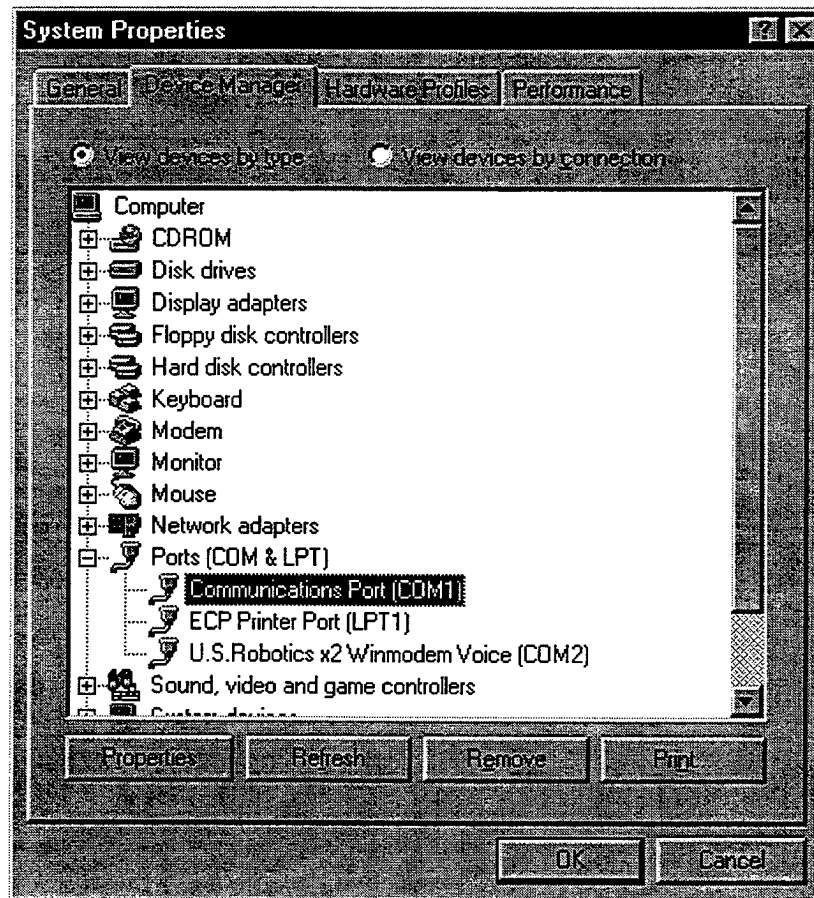 System Properties
General Device Manager Hardware Profiles Performance
View devices by type View devices by connection
Computer
CDROM
Disk drives
Display adapters
Floppy disk controllers
Hard disk controllers
Keyboard
Modem
Monitor
Mouse
Network adapters
Ports (COM & LPT)
Communications Port (COM1)
ECP Printer Port (LPT1)
U.S.Robotics x2 Winmodem Voice (COM2)
Sound, video and game controllers
System devices
Properties Refresh Remove Print...
OK Cancel